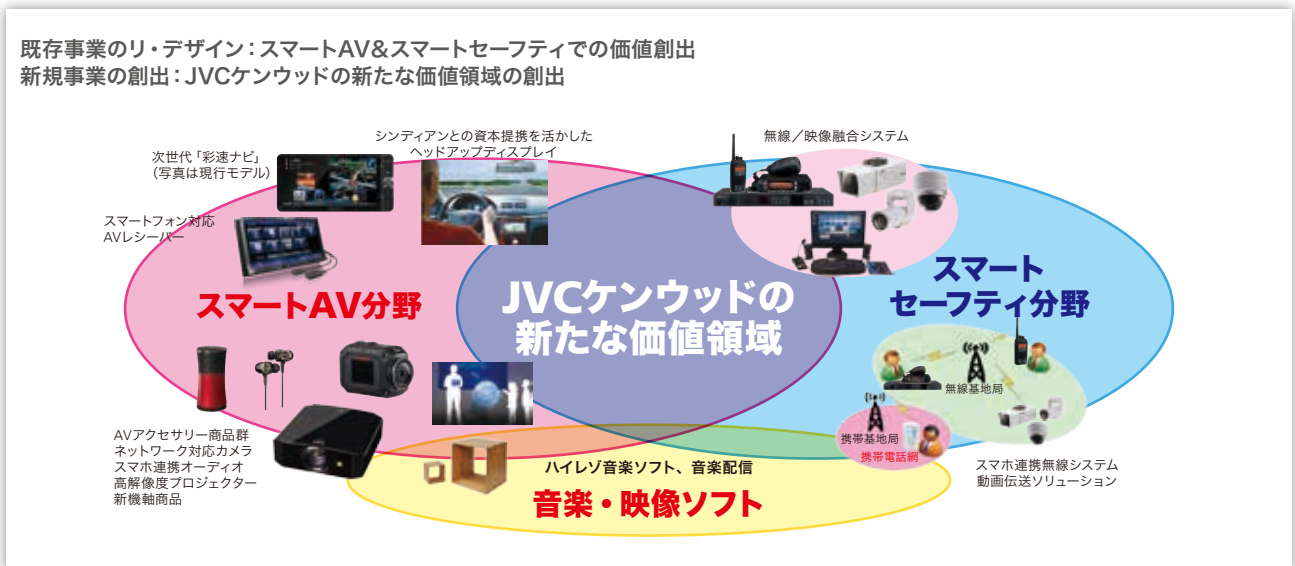 既存事業のリ・デザイン：スマートAV&スマートセーフティでの価値創出
新規事業の創出：JVCケンウッドの新たな価値領域の創出
シンディアンとの資本提携を活かした
ヘッドアップディスプレイ
無線／映像融合システム
次世代「彩速ナビ」
（写真は現行モデル）
スマートフォン対応
AVレシーバー
スマートAV分野
JVCケンウッドの
新たな価値領域
スマート
セーフティ分野
無線基地局
携帯基地局
携帯電話網
AVアクセサリー商品群
ネットワーク対応カメラ
スマホ連携オーディオ
高解像度プロジェクター
新機軸商品
ハイレゾ音楽ソフト、音楽配信
音楽・映像ソフト
スマホ連携無線システム
動画伝送ソリューション